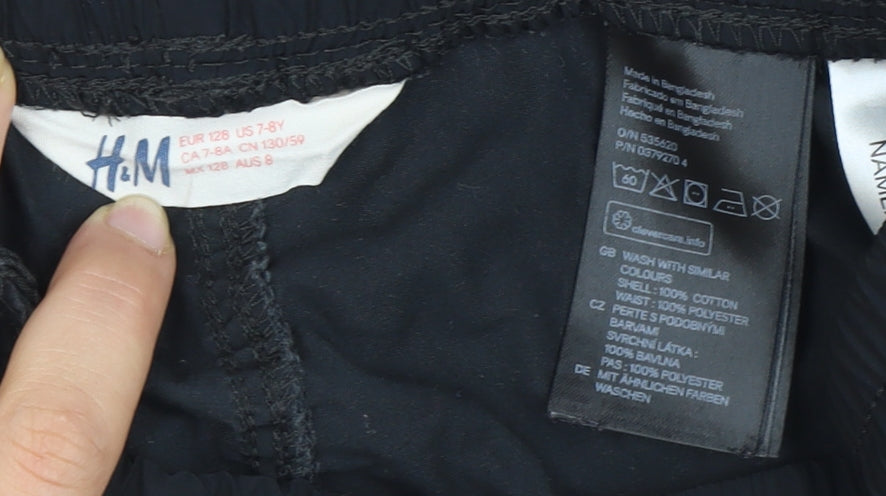 H&M
EUR 128 US 7-8Y
CA 7-8A CN 130/59
MX 128 AUS 8
Made in Bangladesh
Fabricado em Bangladesh
Fabriqué en Bangladesh
Hecho en Bangladesh
O/N 535620
P/N 0379270 4
60
clevercare.info
GB WASH WITH SIMILAR
COLOURS
SHELL : 100% COTTON
WAIST : 100% POLYESTER
CZ PERTE S PODOBNÝMI
BARVAMI
SVRCHNÍ LÁTKA :
100% BAVLNA
PAS : 100% POLYESTER
DE MIT ÄHNLICHEN FARBEN
WASCHEN
NAME